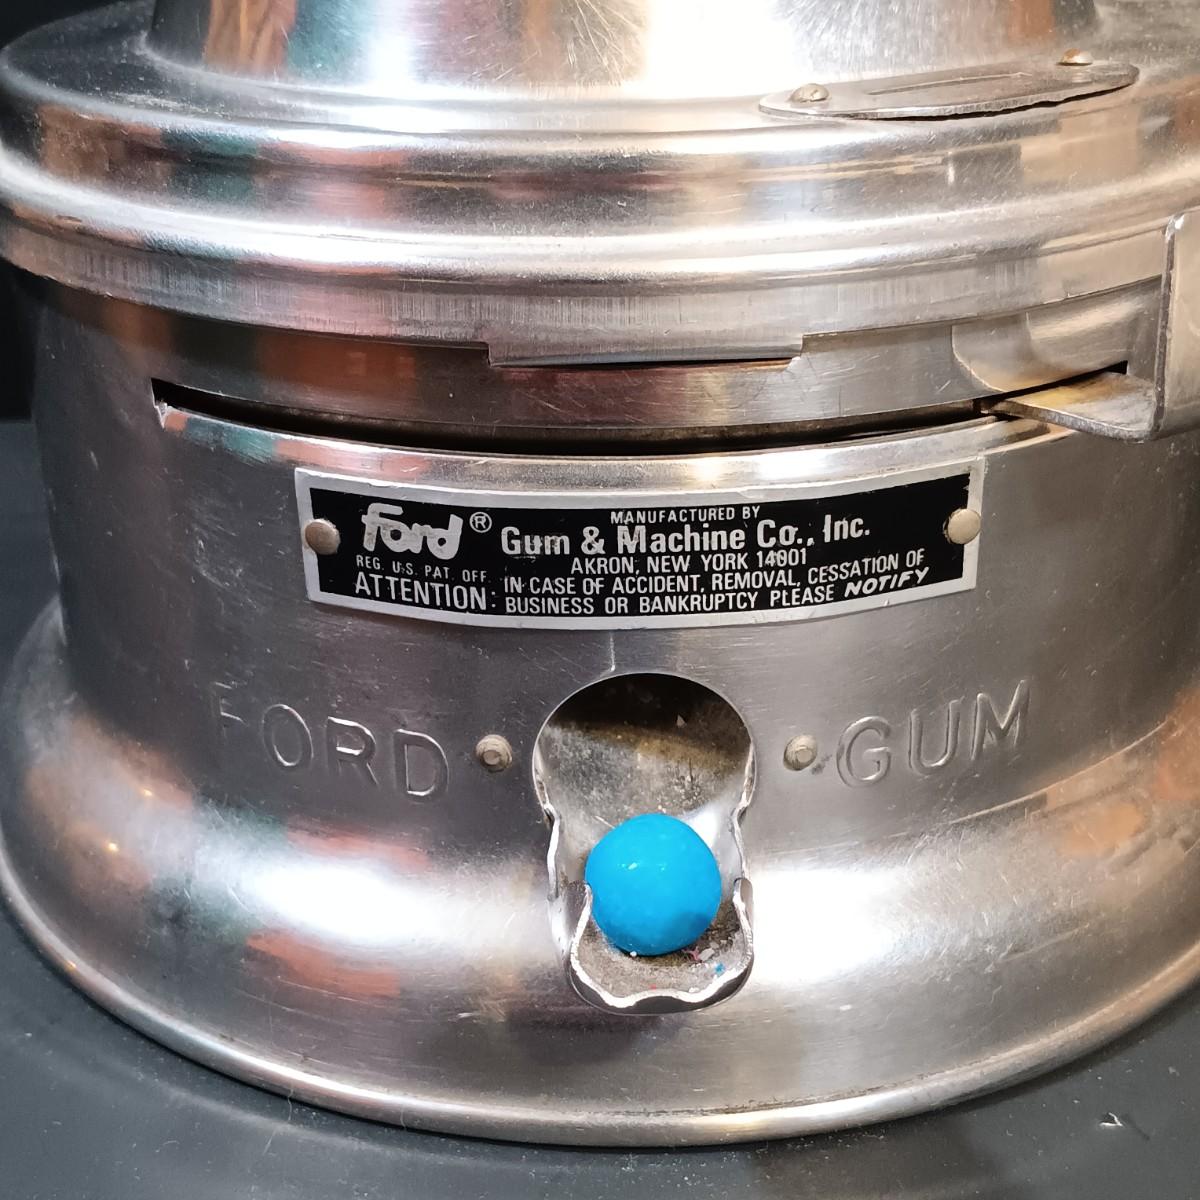 MANUFACTURED BY
Ford® Gum & Machine Co., Inc.
REG. U.S. PAT. OFF. AKRON, NEW YORK 14001
ATTENTION: IN CASE OF ACCIDENT, REMOVAL, CESSATION OF
BUSINESS OR BANKRUPTCY PLEASE NOTIFY
FORD GUM